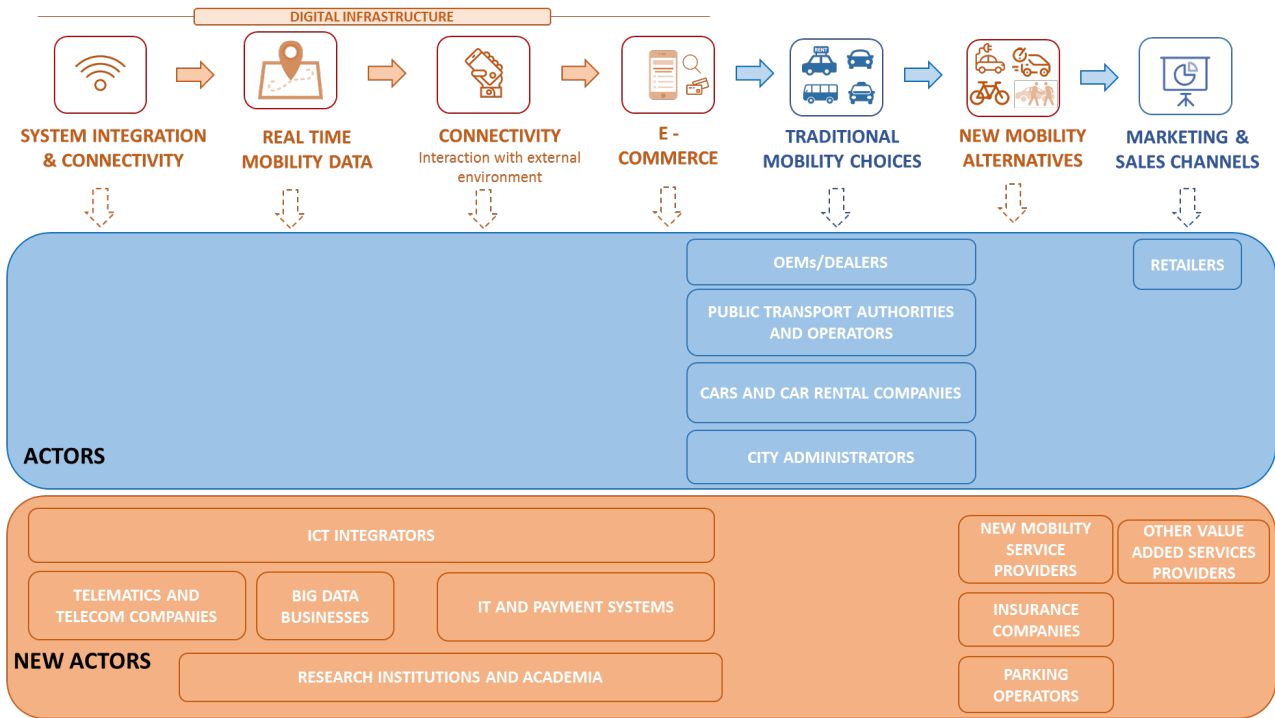 DIGITAL INFRASTRUCTURE
RENT
SYSTEM INTEGRATION
& CONNECTIVITY
REAL TIME
MOBILITY DATA
CONNECTIVITY
Interaction with external
environment
E -
COMMERCE
TRADITIONAL
MOBILITY CHOICES
NEW MOBILITY
ALTERNATIVES
MARKETING &
SALES CHANNELS
OEMs/DEALERS
RETAILERS
PUBLIC TRANSPORT AUTHORITIES
AND OPERATORS
CARS AND CAR RENTAL COMPANIES
CITY ADMINISTRATORS
ACTORS
ICT INTEGRATORS
NEW MOBILITY
SERVICE
PROVIDERS
OTHER VALUE
ADDED SERVICES
PROVIDERS
TELEMATICS AND
TELECOM COMPANIES
BIG DATA
BUSINESSES
IT AND PAYMENT SYSTEMS
INSURANCE
COMPANIES
NEW ACTORS
RESEARCH INSTITUTIONS AND ACADEMIA
PARKING
OPERATORS